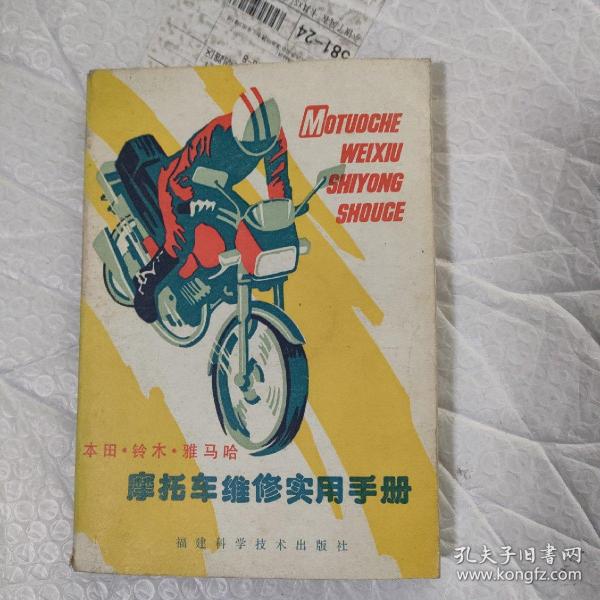 581-24
MOTUOCHE
WEIXIU
SHIYONG
SHOUCE
本田·铃木·雅马哈
摩托车维修实用手册
福建科学技术出版社
孔夫子旧书网
www.kongfz.com